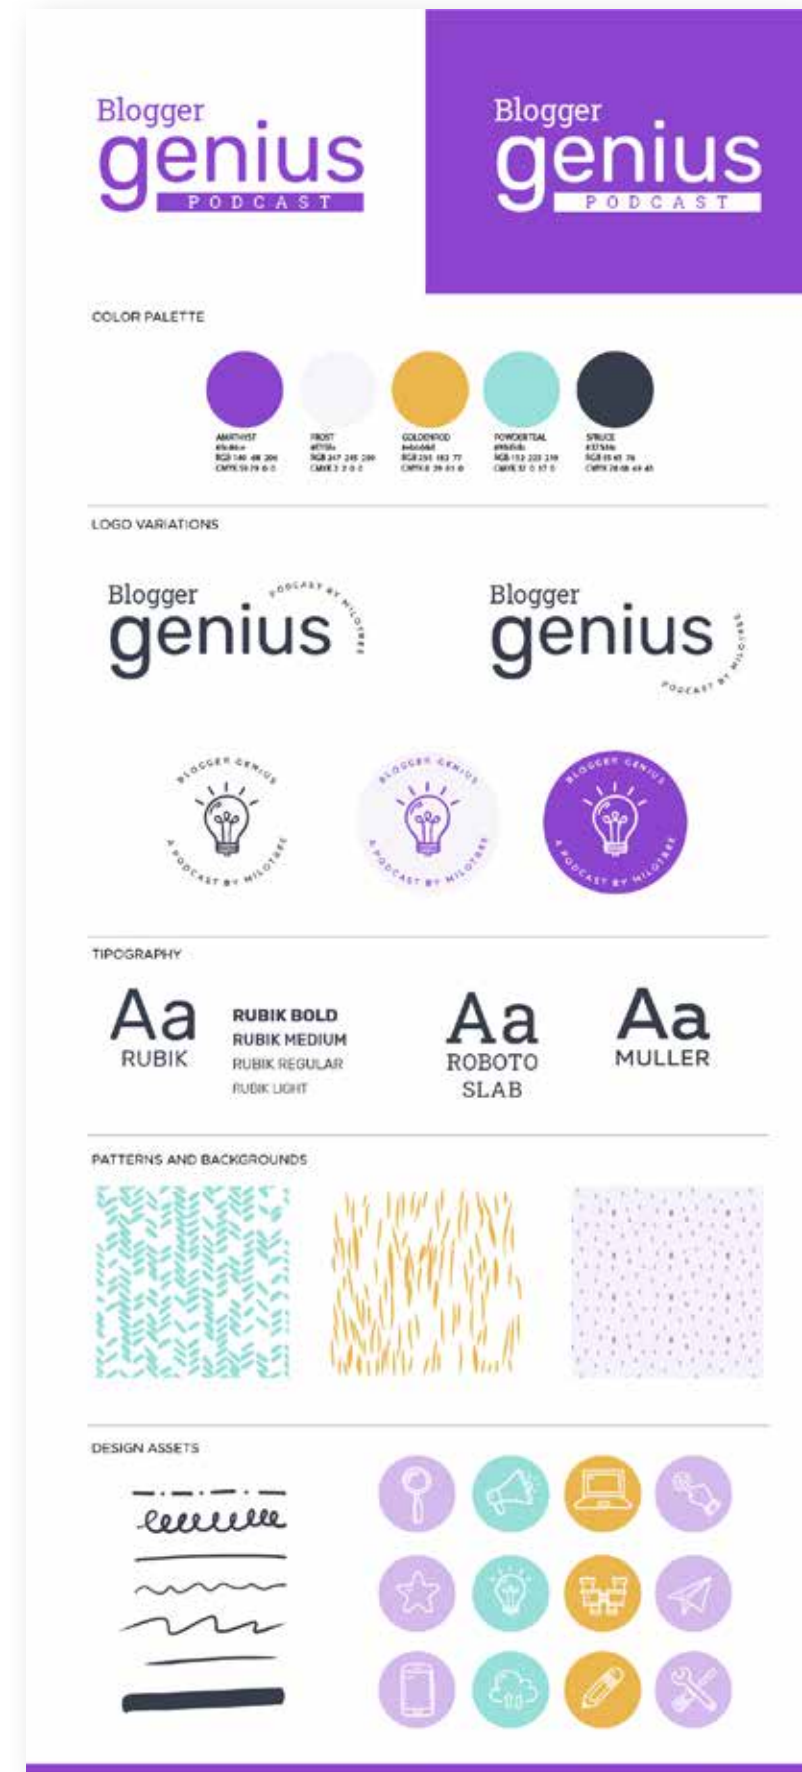 Blogger
genius
PODCAST
Blogger
genius
PODCAST
COLOR PALETTE
AMATHYST
FROST
GOLDENROD
POWDER TEAL
SPRUCE
LOGO VARIATIONS
Blogger
genius
PODCAST BY MILOTREE
Blogger
genius
PODCAST BY MILOTREE
BLOGGER GENIUS
A PODCAST BY MILOTREE
BLOGGER GENIUS
A PODCAST BY MILOTREE
BLOGGER GENIUS
A PODCAST BY MILOTREE
TIPOGRAPHY
Aa
RUBIK
RUBIK BOLD
RUBIK MEDIUM
RUBIK REGULAR
RUBIK LIGHT
Aa
ROBOTO
SLAB
Aa
MULLER
PATTERNS AND BACKGROUNDS
DESIGN ASSETS